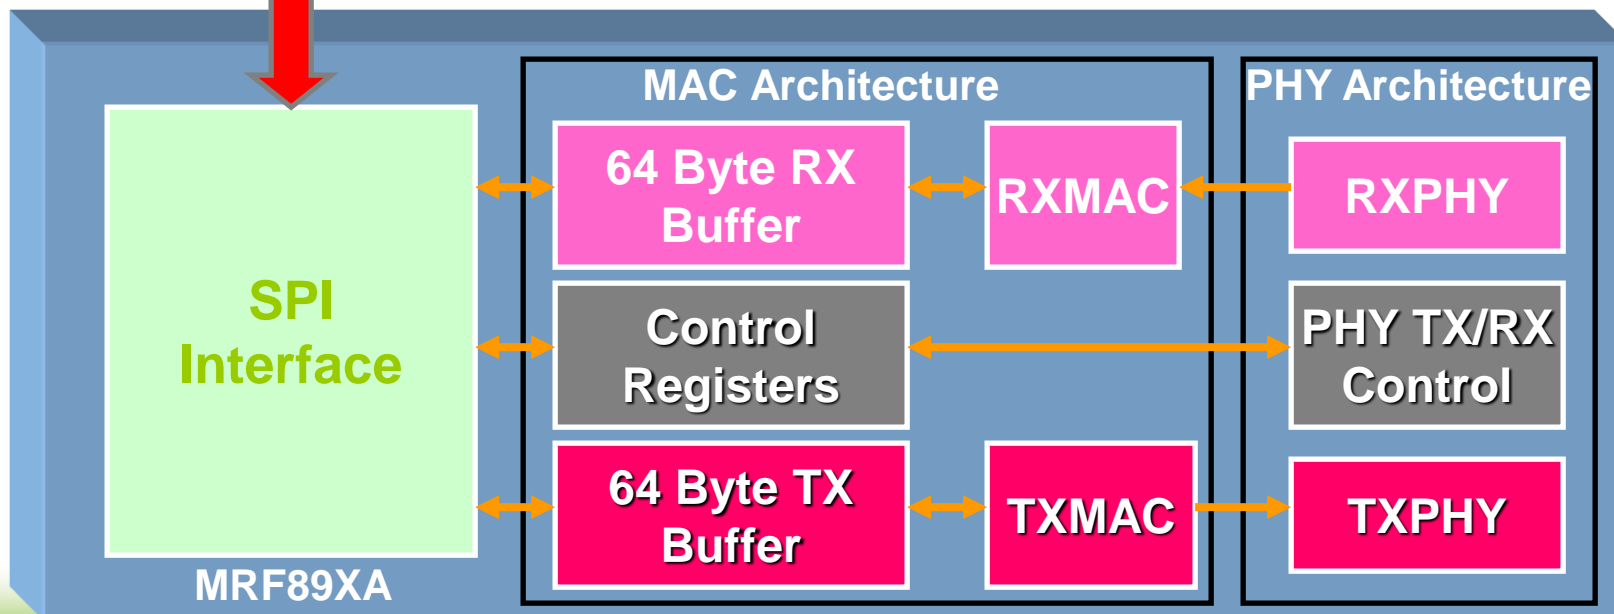 MAC Architecture
PHY Architecture
64 Byte RX
Buffer
RXMAC
RXPHY
SPI
Interface
Control
Registers
PHY TX/RX
Control
64 Byte TX
Buffer
TXMAC
TXPHY
MRF89XA